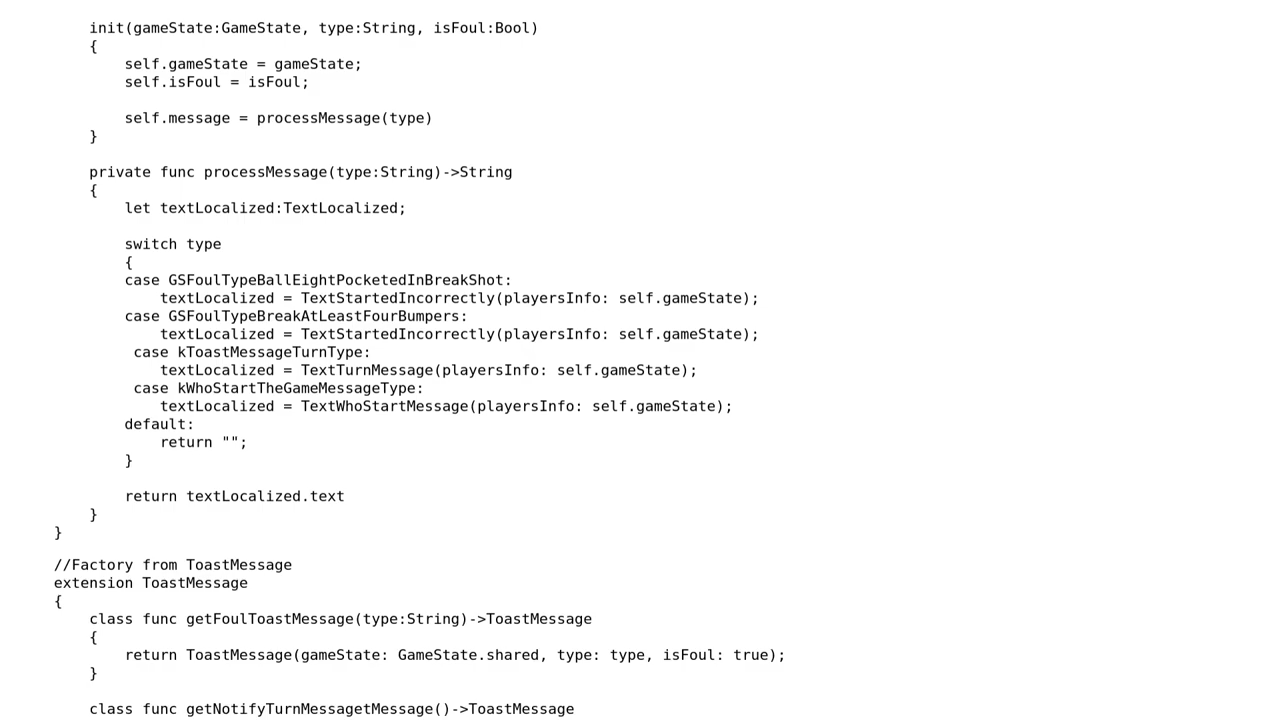 init(gameState:GameState, type:String, isFoul:Bool)
{
self.gameState = gameState;
self.isFoul = isFoul;
self.message = processMessage(type)
}
private func processMessage(type:String)->String
{
let textLocalized:TextLocalized;
switch type
{
case GSFoulTypeBallEightPocketedInBreakShot:
textLocalized = TextStartedIncorrectly(playersInfo: self.gameState);
case GSFoulTypeBreakAtLeastFourBumpers:
textLocalized = TextStartedIncorrectly(playersInfo: self.gameState);
case kToastMessageTurnType:
textLocalized = TextTurnMessage(playersInfo: self.gameState);
case kWhoStartTheGameMessageType:
textLocalized = TextWhoStartMessage(playersInfo: self.gameState);
default:
return "";
}
return textLocalized.text
}
}
//Factory from ToastMessage
extension ToastMessage
{
class func getFoulToastMessage(type:String)->ToastMessage
{
return ToastMessage(gameState: GameState.shared, type: type, isFoul: true);
}
class func getNotifyTurnMessagetMessage()->ToastMessage